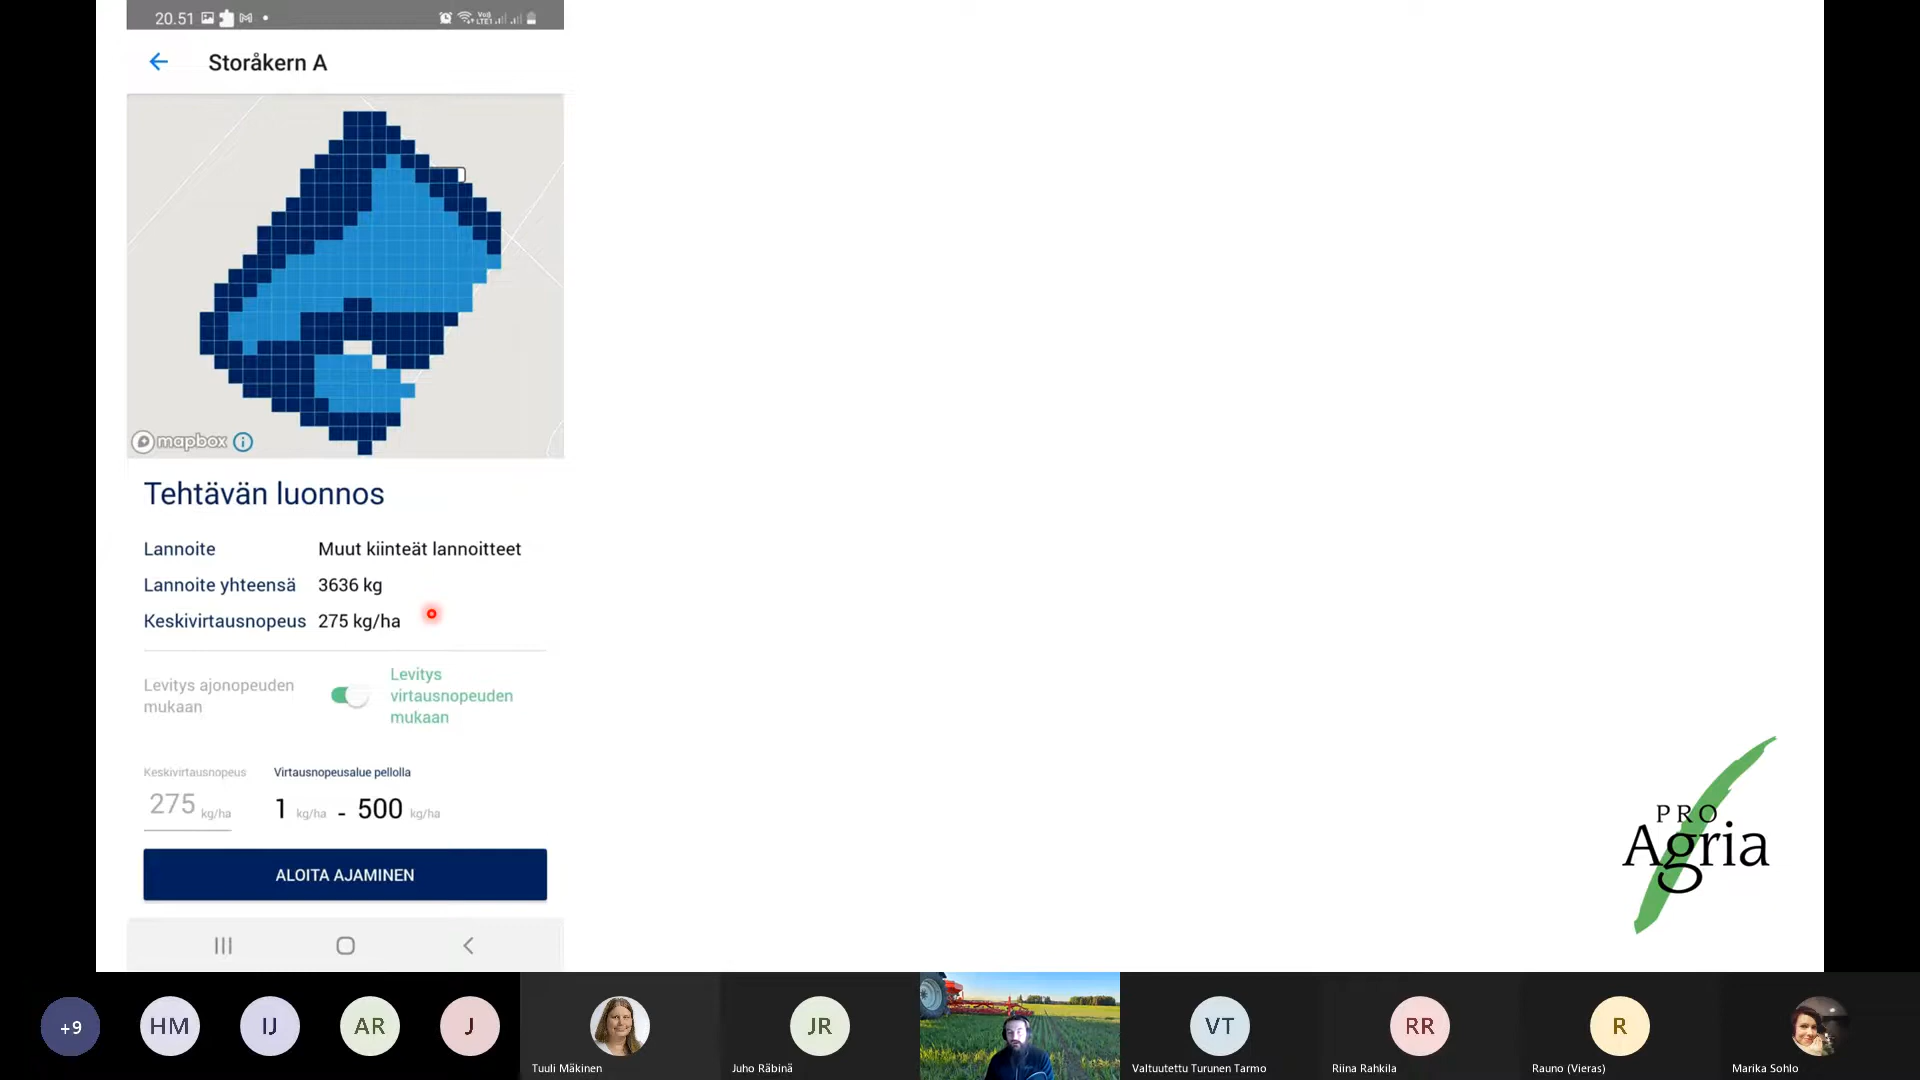 20.51
Vo))
LTE1
Storåkern A
mapbox
Tehtävän luonnos
Lannoite Muut kiinteät lannoitteet
Lannoite yhteensä 3636 kg
Keskivirtausnopeus 275 kg/ha
Levitys ajonopeuden
mukaan
Levitys
virtausnopeuden
mukaan
Keskivirtausnopeus Virtausnopeusalue pellolla
275 kg/ha 1 kg/ha - 500 kg/ha
ALOITA AJAMINEN
PRO
Agria
+9
HM
IJ
AR
J
Tuuli Mäkinen
JR
Juho Räbinä
VT
Valtuutettu Turunen Tarmo
RR
Riina Rahkila
R
Rauno (Vieras)
Marika Sohlo